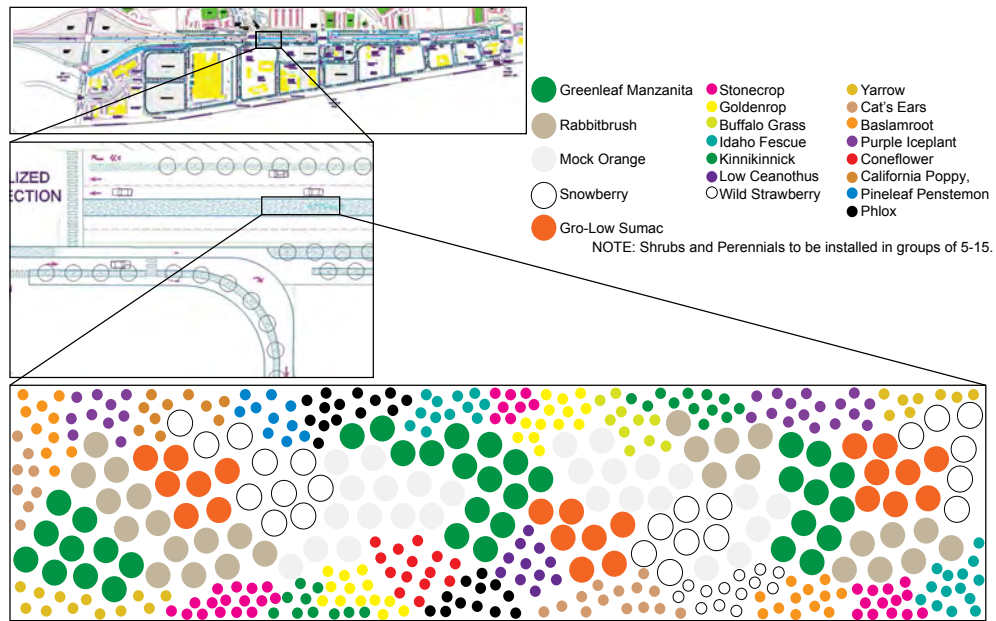 Greenleaf Manzanita
Rabbitbrush
Mock Orange
Snowberry
Gro-Low Sumac
Stonecrop
Goldenrop
Buffalo Grass
Idaho Fescue
Kinnikinnick
Low Ceanothus
Wild Strawberry
Yarrow
Cat's Ears
Baslamroot
Purple Iceplant
Coneflower
California Poppy,
Pineleaf Penstemon
Phlox
NOTE: Shrubs and Perennials to be installed in groups of 5-15.
LIZED
ECTION